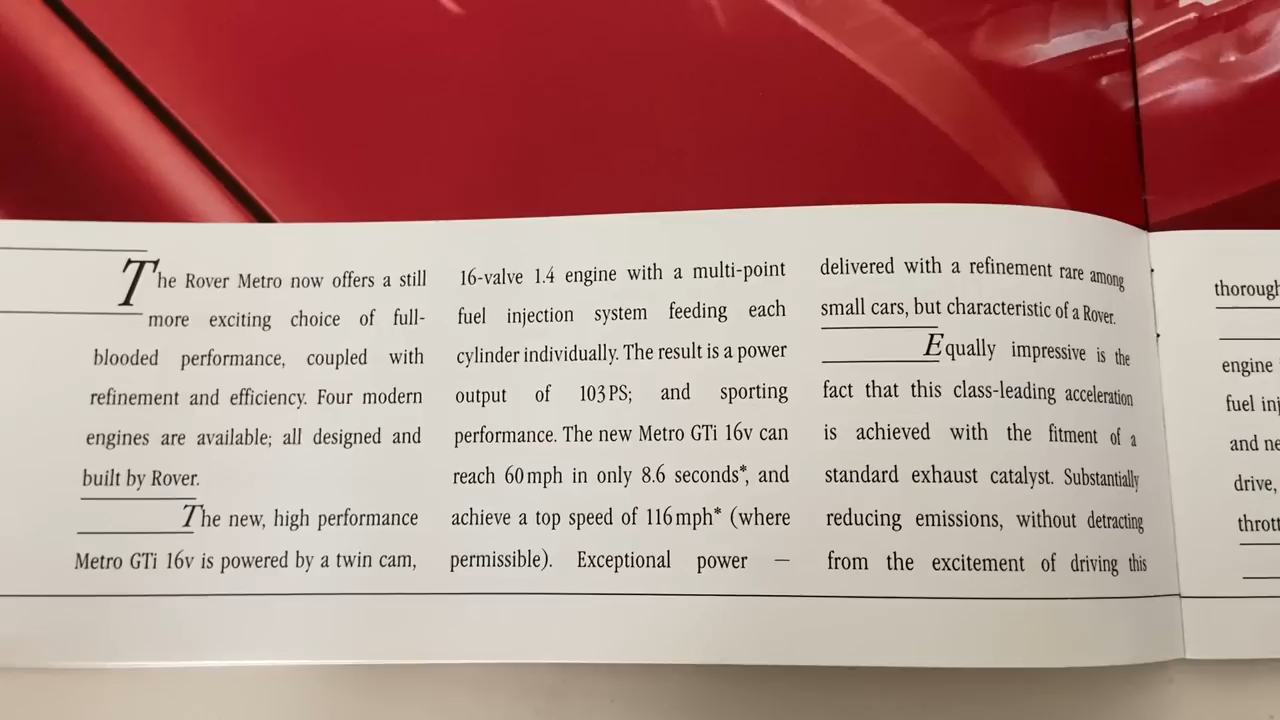 The Rover Metro now offers a still
more exciting choice of full-
blooded performance, coupled with
refinement and efficiency. Four modern
engines are available; all designed and
built by Rover.
The new, high performance
Metro GTi 16v is powered by a twin cam,
16-valve 1.4 engine with a multi-point
fuel injection system feeding each
cylinder individually. The result is a power
output of 103 PS; and sporting
performance. The new Metro GTi 16v can
reach 60 mph in only 8.6 seconds*, and
achieve a top speed of 116 mph* (where
permissible). Exceptional power —
delivered with a refinement rare among
small cars, but characteristic of a Rover.
Equally impressive is the
fact that this class-leading acceleration
is achieved with the fitment of a
standard exhaust catalyst. Substantially
reducing emissions, without detracting
from the excitement of driving this
engine
drive,